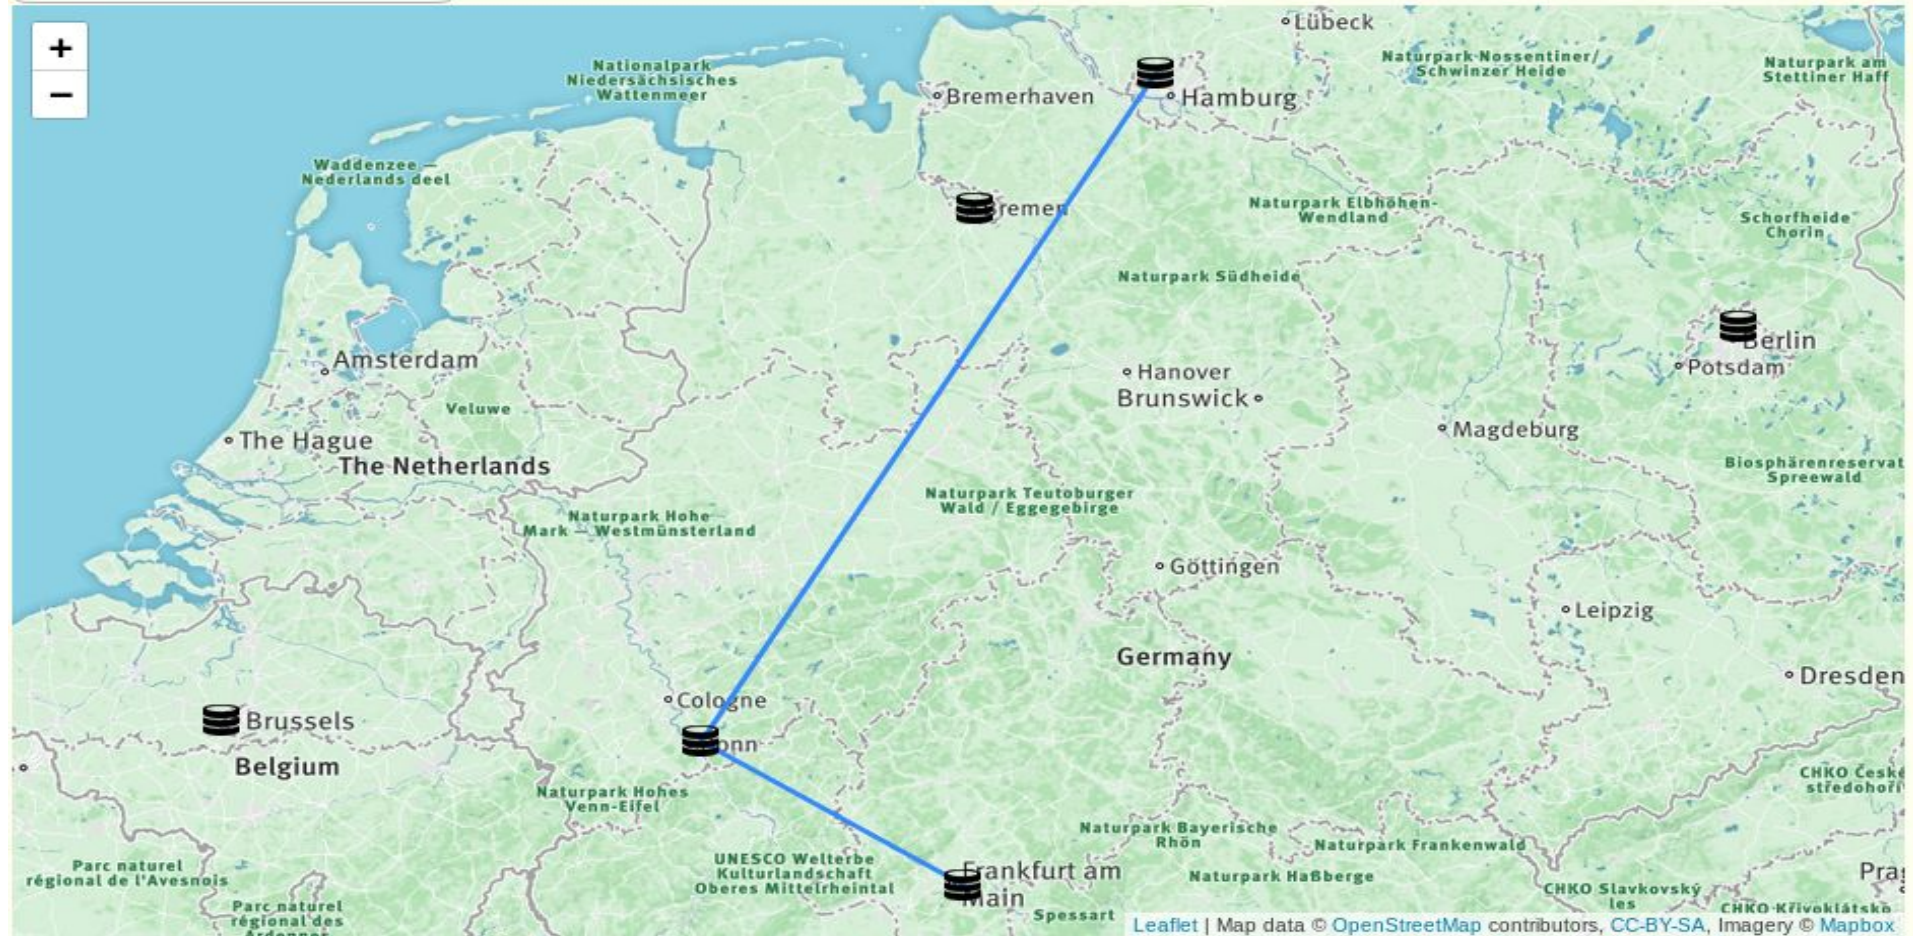 +
−
Lübeck
Nationalpark
Niedersächsisches
Wattenmeer
Naturpark Nossentiner/
Schwinzer Heide
Naturpark am
Stettiner Haff
Bremerhaven
Hamburg
Waddenzee —
Nederlands deel
remen
Naturpark Elbhöhen-
Wendland
Schorfheide
Chorin
Naturpark Südheide
Berlin
Potsdam
Amsterdam
Hanover
Brunswick
Veluwe
Magdeburg
The Hague
The Netherlands
Biosphärenreservat
Spreewald
Naturpark Teutoburger
Wald / Eggegebirge
Naturpark Hohe
Mark — Westmünsterland
Göttingen
Leipzig
Germany
Dresden
Cologne
Brussels
onn
Belgium
CHKO České
středohoří
Naturpark Hohes
Venn-Eifel
Naturpark Bayerische
Rhön
Naturpark Frankenwald
UNESCO Welterbe
Kulturlandschaft
Oberes Mittelrheintal
Parc naturel
régional de l'Avesnois
Frankfurt am
Main
Naturpark Haßberge
Pra
CHKO Slavkovský
les
CHKO Křivoklátsko
Parc naturel
régional des
Ardennes
Spessart
Leaflet | Map data © OpenStreetMap contributors, CC-BY-SA, Imagery © Mapbox